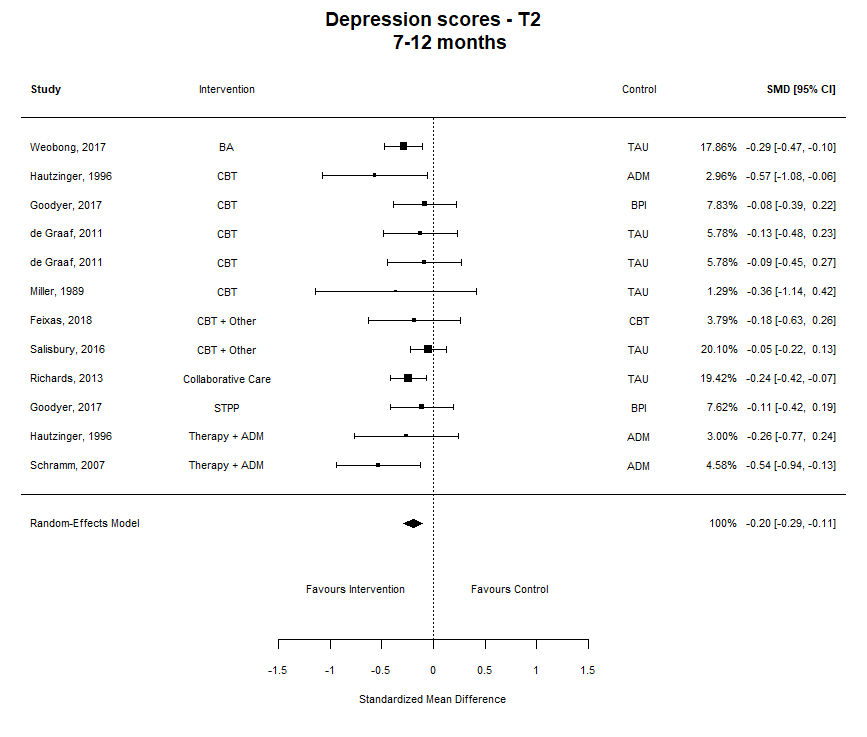 Depression scores - T2
7-12 months
Study Intervention Control SMD [95% CI]
Weobong, 2017 BA TAU 17.86% -0.29 [-0.47, -0.10]
Hautzinger, 1996 CBT ADM 2.96% -0.57 [-1.08, -0.06]
Goodyer, 2017 CBT BPI 7.83% -0.08 [-0.39, 0.22]
de Graaf, 2011 CBT TAU 5.78% -0.13 [-0.48, 0.23]
de Graaf, 2011 CBT TAU 5.78% -0.09 [-0.45, 0.27]
Miller, 1989 CBT TAU 1.29% -0.36 [-1.14, 0.42]
Feixas, 2018 CBT + Other CBT 3.79% -0.18 [-0.63, 0.26]
Salisbury, 2016 CBT + Other TAU 20.10% -0.05 [-0.22, 0.13]
Richards, 2013 Collaborative Care TAU 19.42% -0.24 [-0.42, -0.07]
Goodyer, 2017 STPP BPI 7.62% -0.11 [-0.42, 0.19]
Hautzinger, 1996 Therapy + ADM ADM 3.00% -0.26 [-0.77, 0.24]
Schramm, 2007 Therapy + ADM ADM 4.58% -0.54 [-0.94, -0.13]
Random-Effects Model 100% -0.20 [-0.29, -0.11]
Favours Intervention Favours Control
-1.5 -1 -0.5 0 0.5 1 1.5
Standardized Mean Difference